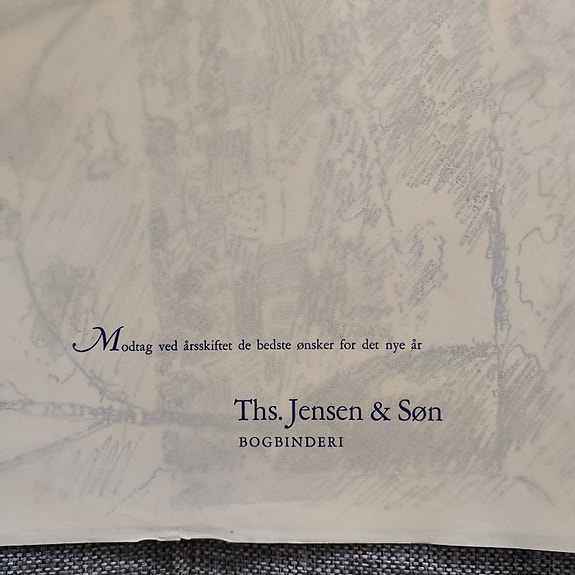 Modtag ved årsskiftet de bedste ønsker for det nye år
Ths. Jensen & Søn
BOGBINDERI